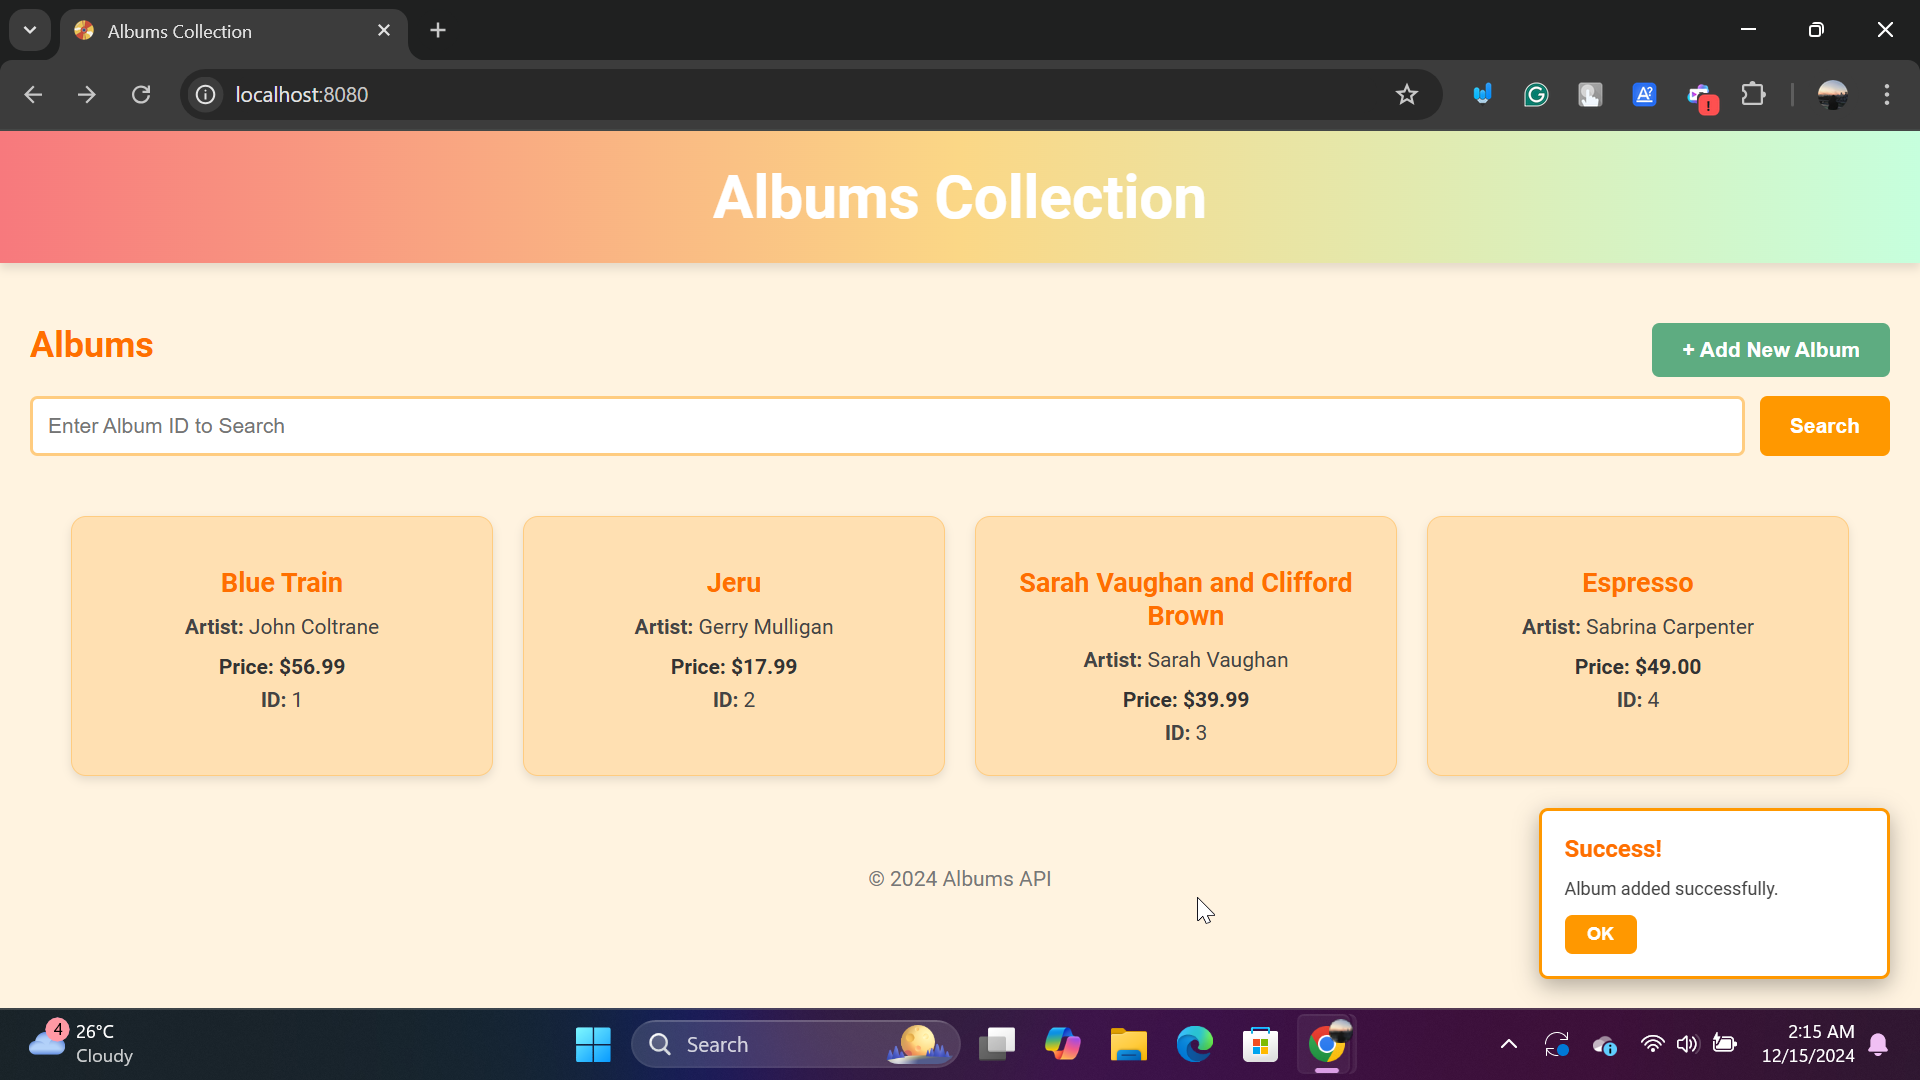 Albums Collection
localhost:8080
Albums Collection
Albums
+ Add New Album
Enter Album ID to Search
Search
Blue Train
Artist: John Coltrane
Price: $56.99
ID: 1
Jeru
Artist: Gerry Mulligan
Price: $17.99
ID: 2
Sarah Vaughan and Clifford
Brown
Artist: Sarah Vaughan
Price: $39.99
ID: 3
Espresso
Artist: Sabrina Carpenter
Price: $49.00
ID: 4
Success!
Album added successfully.
OK
© 2024 Albums API
4
26°C
Cloudy
Search
2:15 AM
12/15/2024